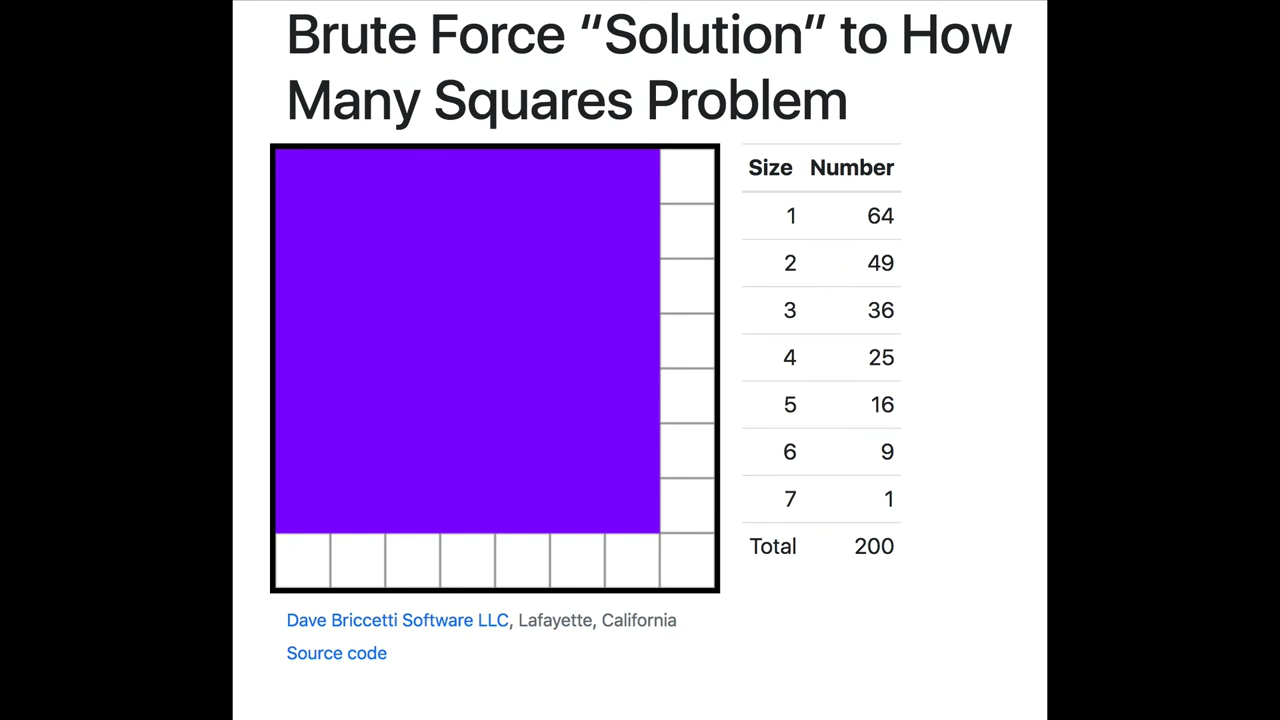 Brute Force “Solution” to How
Many Squares Problem
Size Number
1 64
2 49
3 36
4 25
5 16
6 9
7 1
Total 200
Dave Briccetti Software LLC, Lafayette, California
Source code